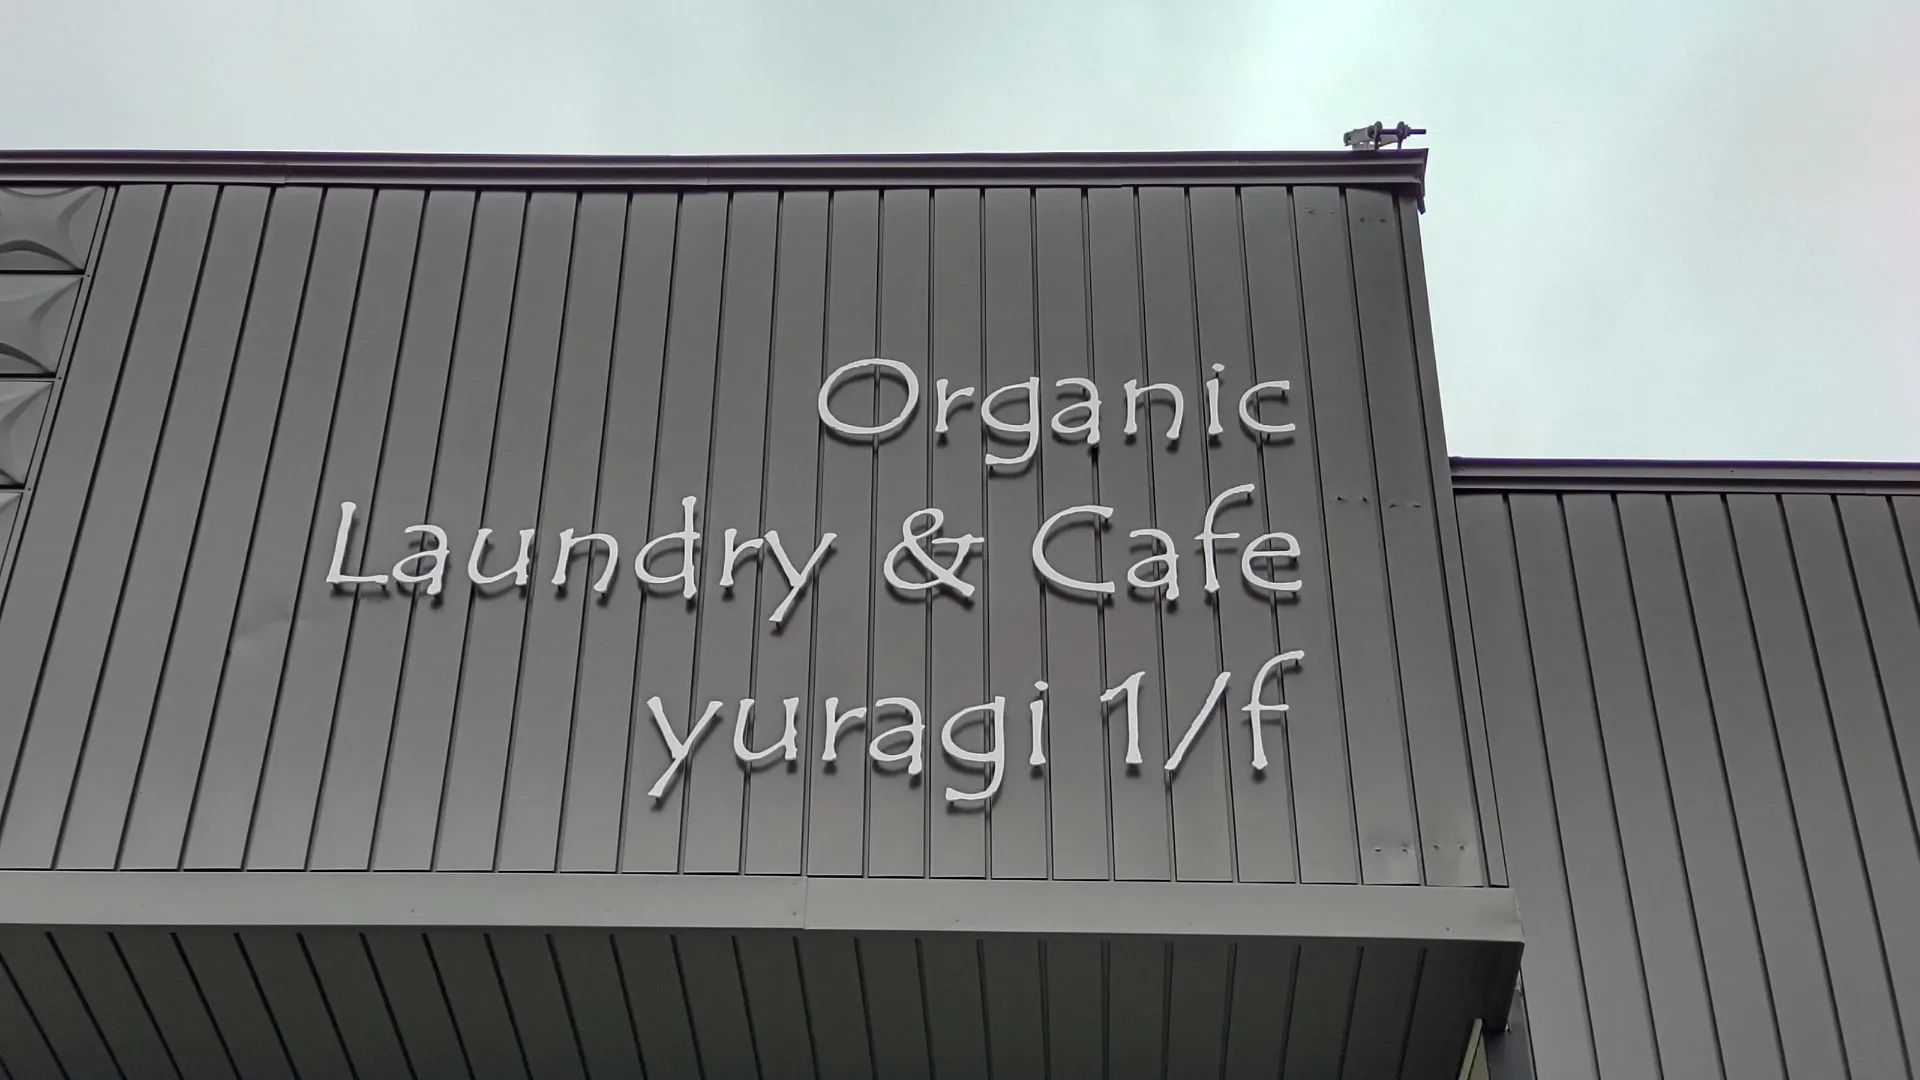 Organic
Laundry & Cafe
yuragi 1/f